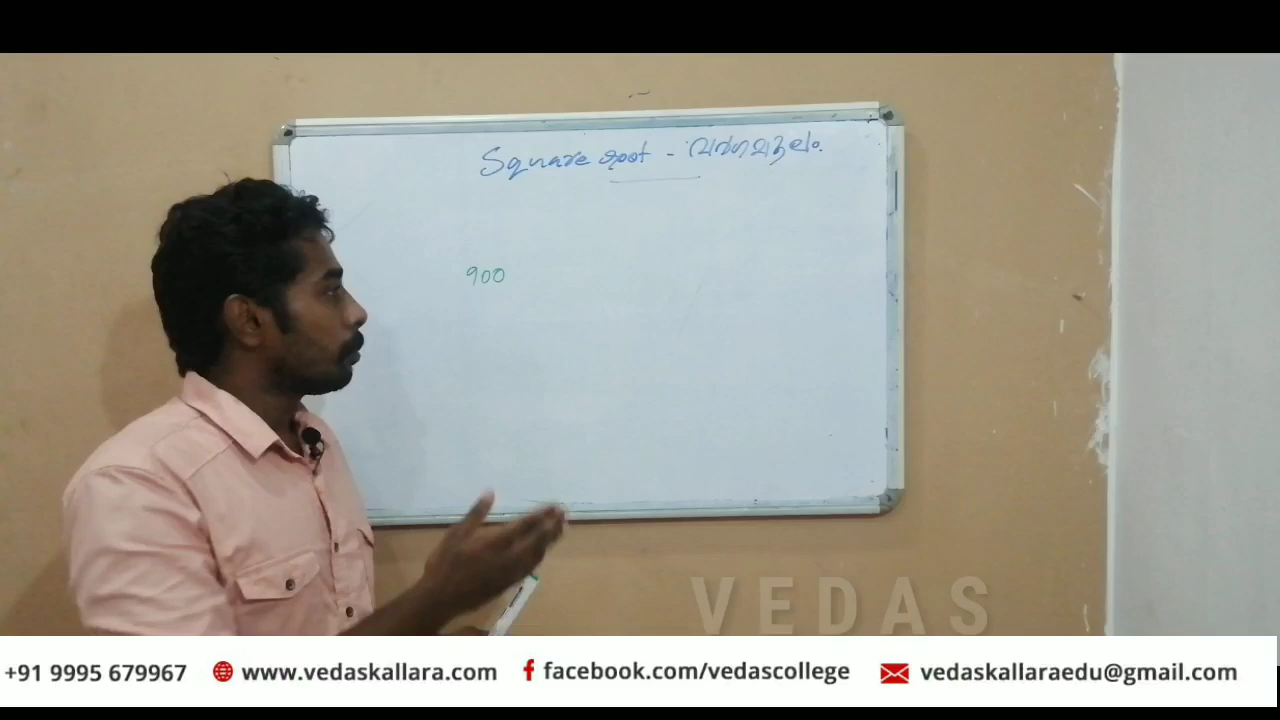 Square root - വർഗമൂലം.
900
VEDAS
+91 9995 679967 www.vedaskallara.com facebook.com/vedascollege vedaskallaraedu@gmail.com